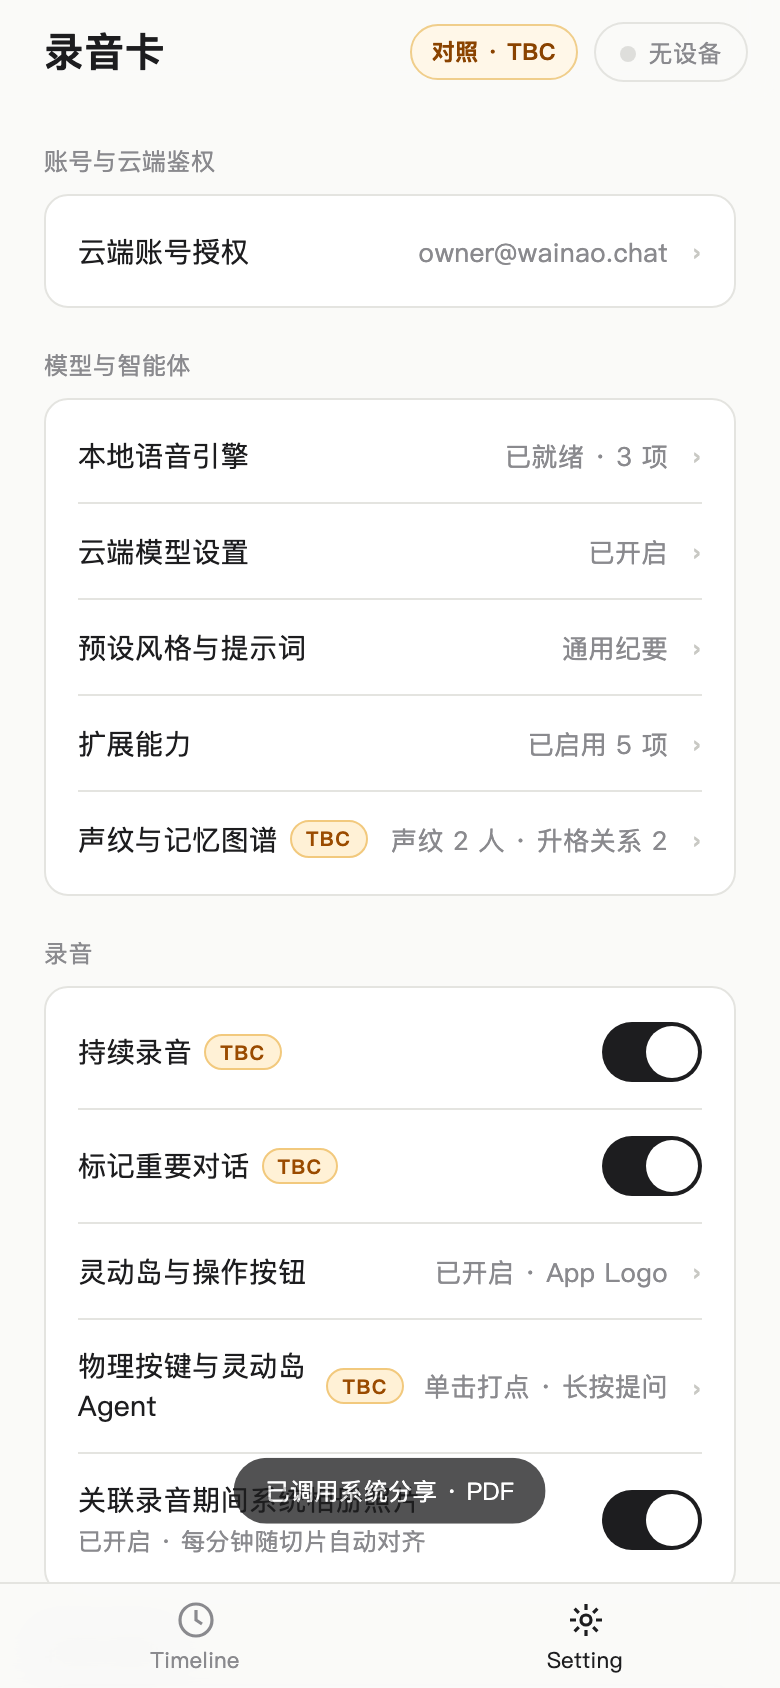 录音卡
对照 · TBC
无设备
账号与云端鉴权
云端账号授权
owner@wainao.chat
模型与智能体
本地语音引擎
已就绪 · 3 项
云端模型设置
已开启
预设风格与提示词
通用纪要
扩展能力
已启用 5 项
声纹与记忆图谱
TBC
声纹 2 人 · 升格关系 2
录音
持续录音
TBC
标记重要对话
TBC
灵动岛与操作按钮
已开启 · App Logo
物理按键与灵动岛
Agent
TBC
单击打点 · 长按提问
关联录音期间系统相册照片
已调用系统分享 · PDF
已开启 · 每分钟随切片自动对齐
Timeline
Setting